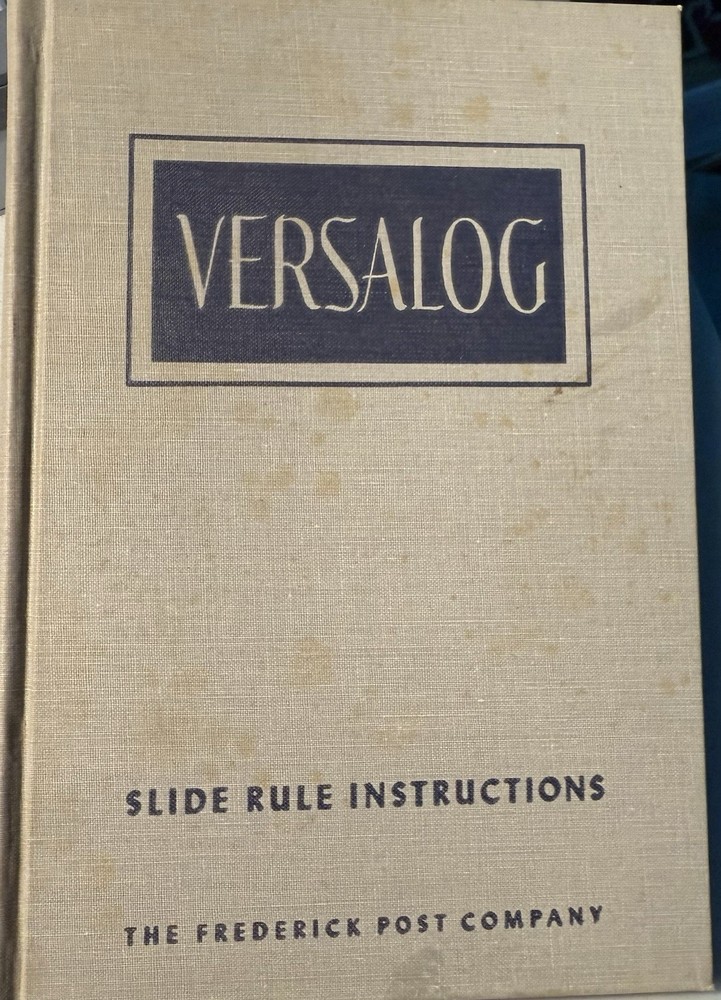 VERSALOG
SLIDE RULE INSTRUCTIONS
THE FREDERICK POST COMPANY